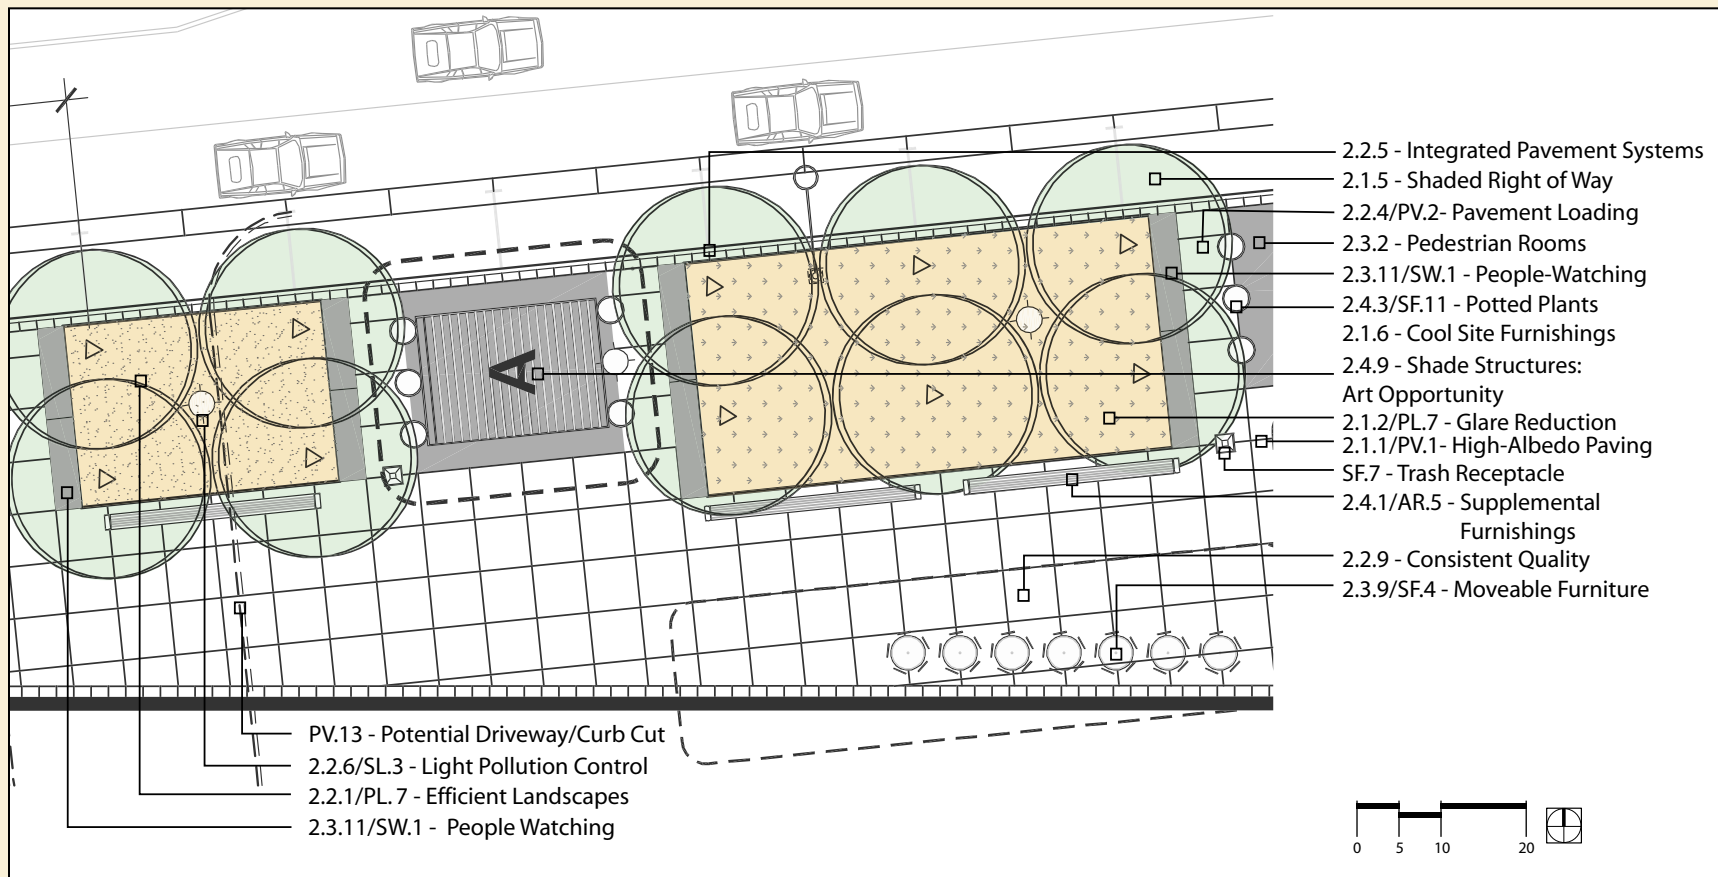 2.2.5 - Integrated Pavement Systems
2.1.5 - Shaded Right of Way
2.2.4/PV.2- Pavement Loading
2.3.2 - Pedestrian Rooms
2.3.11/SW.1 - People-Watching
2.4.3/SF.11 - Potted Plants
2.1.6 - Cool Site Furnishings
2.4.9 - Shade Structures:
Art Opportunity
2.1.2/PL.7 - Glare Reduction
2.1.1/PV.1- High-Albedo Paving
SF.7 - Trash Receptacle
2.4.1/AR.5 - Supplemental
Furnishings
2.2.9 - Consistent Quality
2.3.9/SF.4 - Moveable Furniture
A
PV.13 - Potential Driveway/Curb Cut
2.2.6/SL.3 - Light Pollution Control
2.2.1/PL. 7 - Efficient Landscapes
2.3.11/SW.1 -  People Watching
0 5 10 20